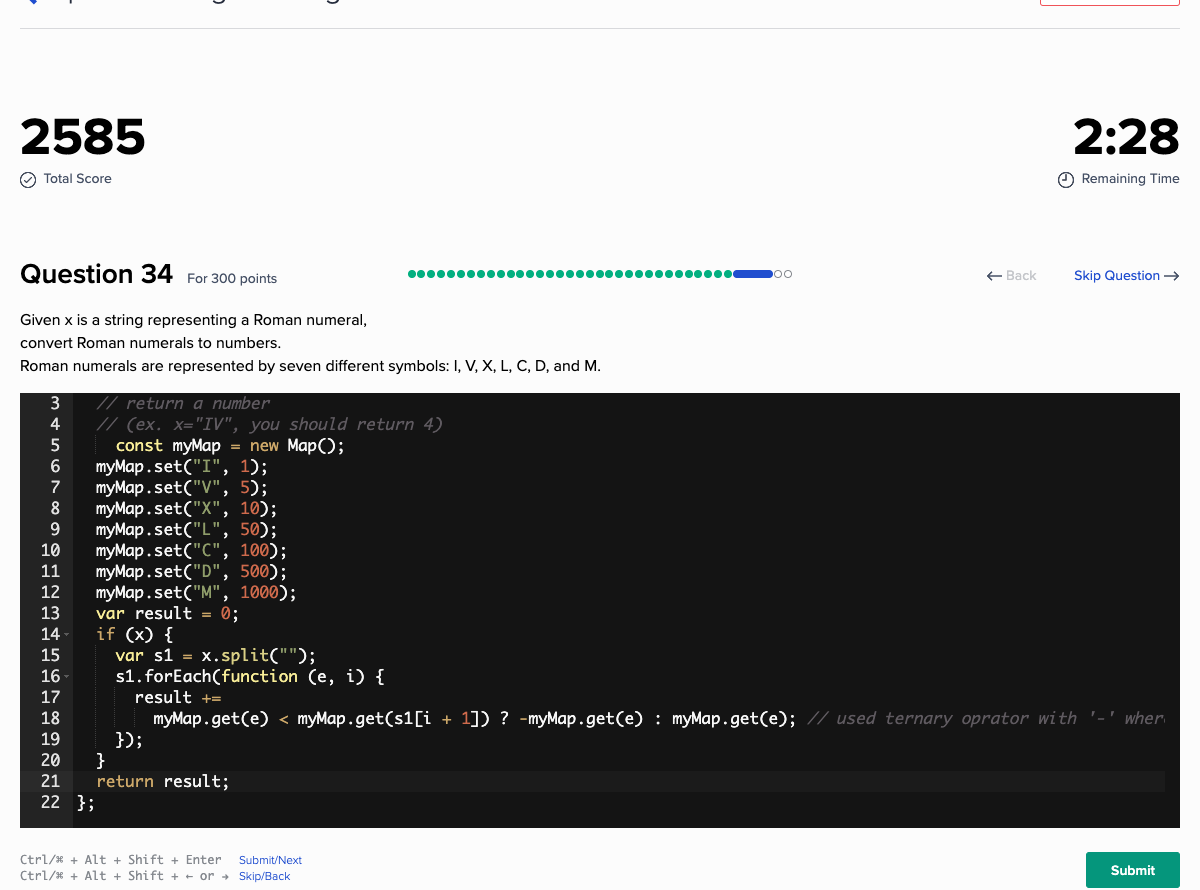 2585
2:28
Total Score
Remaining Time
Question 34
For 300 points
← Back
Skip Question →
Given x is a string representing a Roman numeral,
convert Roman numerals to numbers.
Roman numerals are represented by seven different symbols: I, V, X, L, C, D, and M.
3 // return a number
4 // (ex. x="IV", you should return 4)
5 const myMap = new Map();
6 myMap.set("I", 1);
7 myMap.set("V", 5);
8 myMap.set("X", 10);
9 myMap.set("L", 50);
10 myMap.set("C", 100);
11 myMap.set("D", 500);
12 myMap.set("M", 1000);
13 var result = 0;
14 if (x) {
15 var s1 = x.split("");
16 s1.forEach(function (e, i) {
17 result +=
18 myMap.get(e) < myMap.get(s1[i + 1]) ? -myMap.get(e) : myMap.get(e); // used ternary oprator with '-' wher
19 });
20 }
21 return result;
22 };
Ctrl/⌘ + Alt + Shift + Enter Submit/Next
Ctrl/⌘ + Alt + Shift + ← or → Skip/Back
Submit